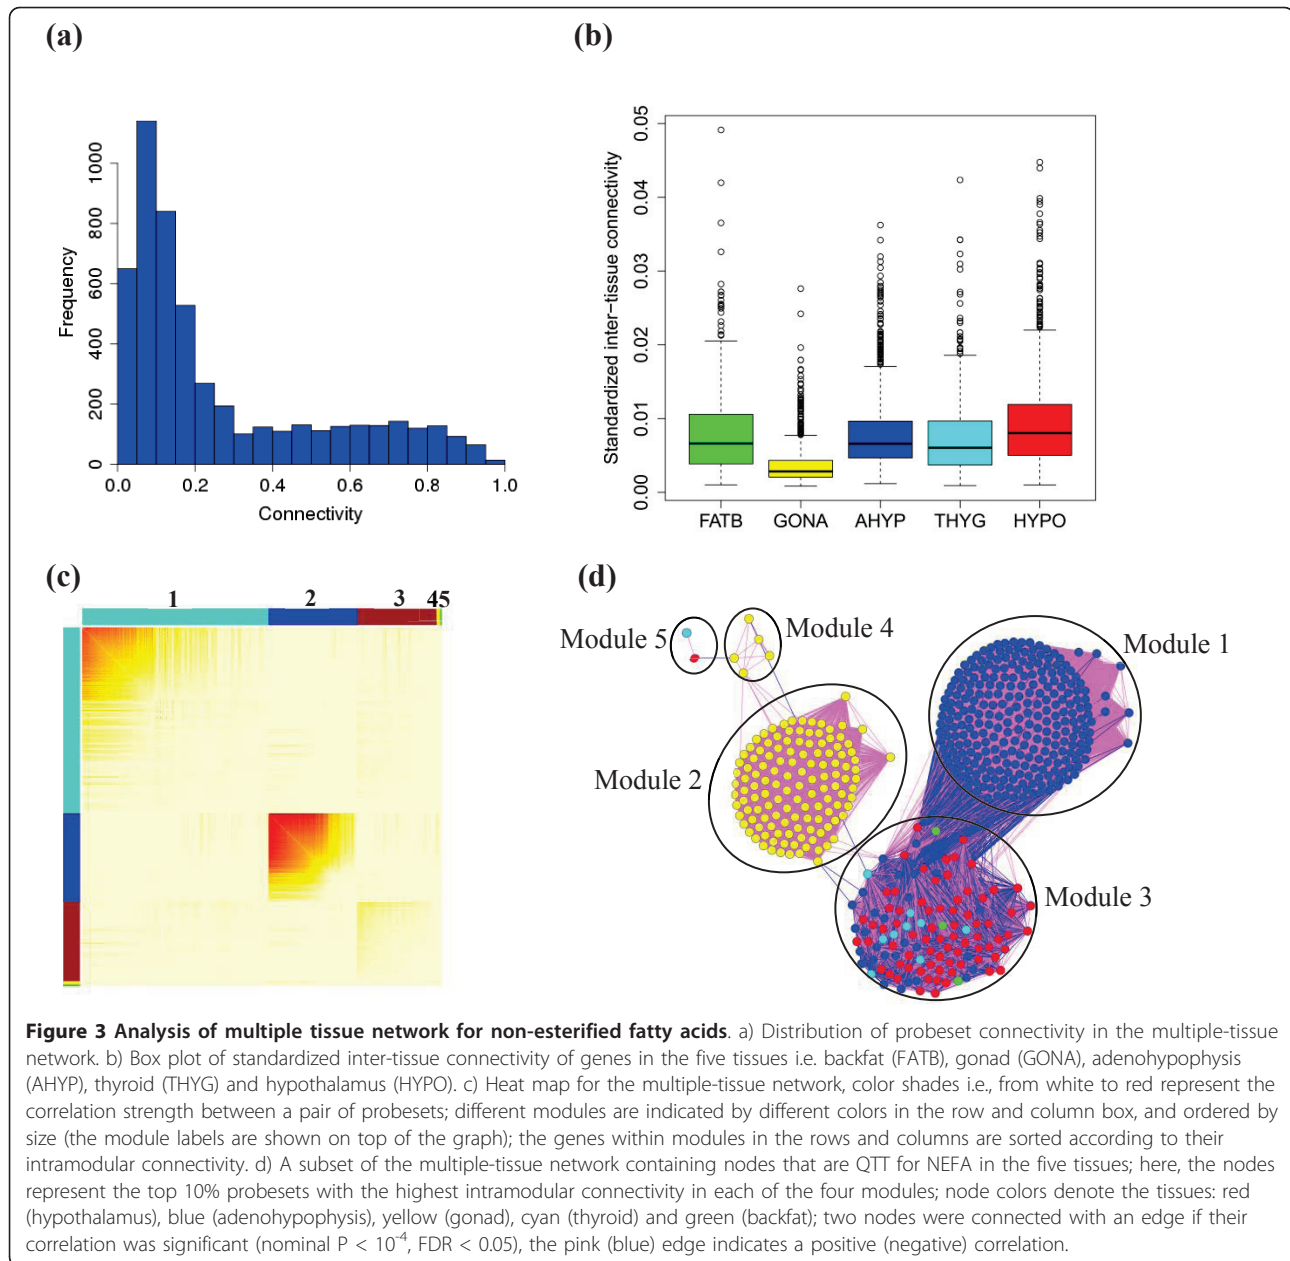 (a)
(b)
Frequency
0
200
400
600
800
1000
0.0
0.2
0.4
0.6
0.8
1.0
Connectivity
Standardized inter−tissue connectivity
0.00
0.01
0.02
0.03
0.04
0.05
FATB
GONA
AHYP
THYG
HYPO
(c)
1
2
3
45
(d)
Module 5
Module 4
Module 1
Module 2
Module 3
Figure 3 Analysis of multiple tissue network for non-esterified fatty acids. a) Distribution of probeset connectivity in the multiple-tissue
network. b) Box plot of standardized inter-tissue connectivity of genes in the five tissues i.e. backfat (FATB), gonad (GONA), adenohypophysis
(AHYP), thyroid (THYG) and hypothalamus (HYPO). c) Heat map for the multiple-tissue network, color shades i.e., from white to red represent the
correlation strength between a pair of probesets; different modules are indicated by different colors in the row and column box, and ordered by
size (the module labels are shown on top of the graph); the genes within modules in the rows and columns are sorted according to their
intramodular connectivity. d) A subset of the multiple-tissue network containing nodes that are QTT for NEFA in the five tissues; here, the nodes
represent the top 10% probesets with the highest intramodular connectivity in each of the four modules; node colors denote the tissues: red
(hypothalamus), blue (adenohypophysis), yellow (gonad), cyan (thyroid) and green (backfat); two nodes were connected with an edge if their
correlation was significant (nominal P < 10⁻⁴, FDR < 0.05), the pink (blue) edge indicates a positive (negative) correlation.